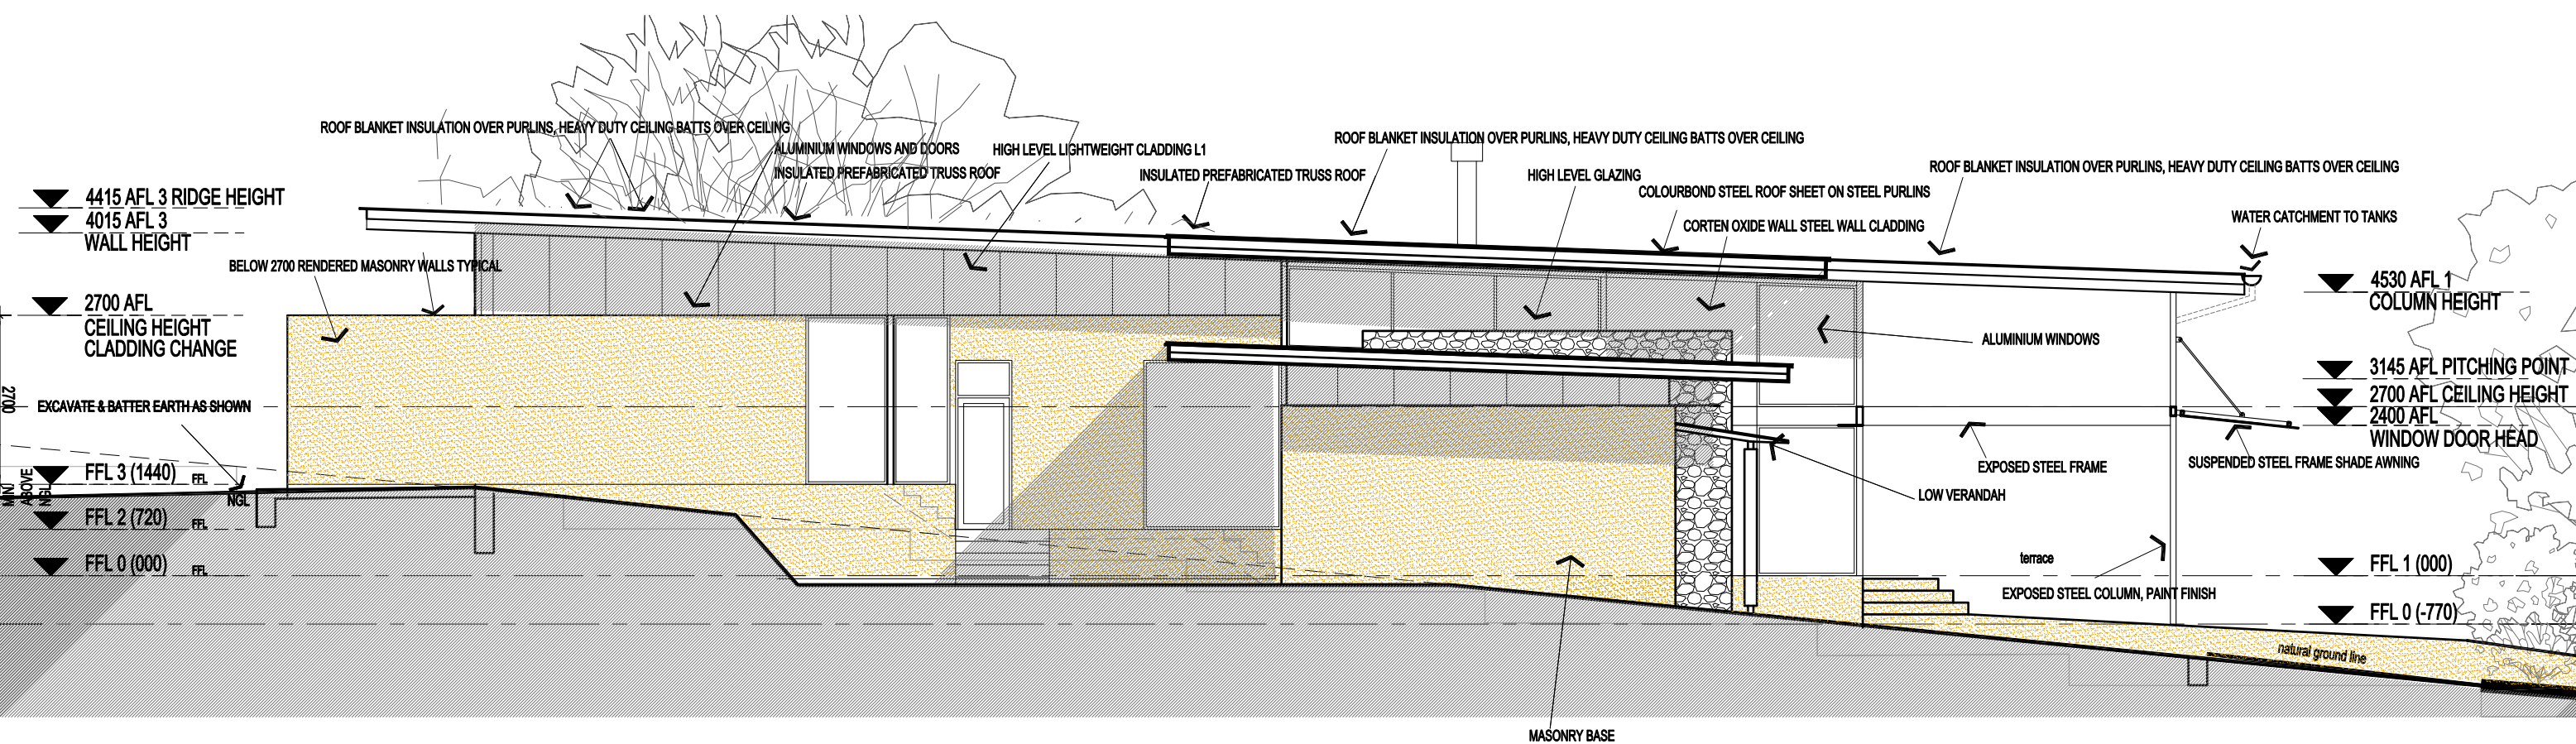 ROOF BLANKET INSULATION OVER PURLINS, HEAVY DUTY CEILING BATTS OVER CEILING
ALUMINIUM WINDOWS AND DOORS
INSULATED PREFABRICATED TRUSS ROOF
HIGH LEVEL LIGHTWEIGHT CLADDING L1
INSULATED PREFABRICATED TRUSS ROOF
ROOF BLANKET INSULATION OVER PURLINS, HEAVY DUTY CEILING BATTS OVER CEILING
HIGH LEVEL GLAZING
COLOURBOND STEEL ROOF SHEET ON STEEL PURLINS
CORTEN OXIDE WALL STEEL WALL CLADDING
ROOF BLANKET INSULATION OVER PURLINS, HEAVY DUTY CEILING BATTS OVER CEILING
WATER CATCHMENT TO TANKS
4415 AFL 3 RIDGE HEIGHT
4015 AFL 3
WALL HEIGHT
BELOW 2700 RENDERED MASONRY WALLS TYPICAL
2700 AFL
CEILING HEIGHT
CLADDING CHANGE
2700
EXCAVATE & BATTER EARTH AS SHOWN
FFL 3 (1440) FFL
MIN
ABOVE
NGL
NGL
FFL 2 (720) FFL
FFL 0 (000) FFL
4530 AFL 1
COLUMN HEIGHT
ALUMINIUM WINDOWS
3145 AFL PITCHING POINT
2700 AFL CEILING HEIGHT
2400 AFL
WINDOW DOOR HEAD
SUSPENDED STEEL FRAME SHADE AWNING
EXPOSED STEEL FRAME
LOW VERANDAH
terrace
FFL 1 (000)
EXPOSED STEEL COLUMN, PAINT FINISH
FFL 0 (-770)
natural ground line
MASONRY BASE